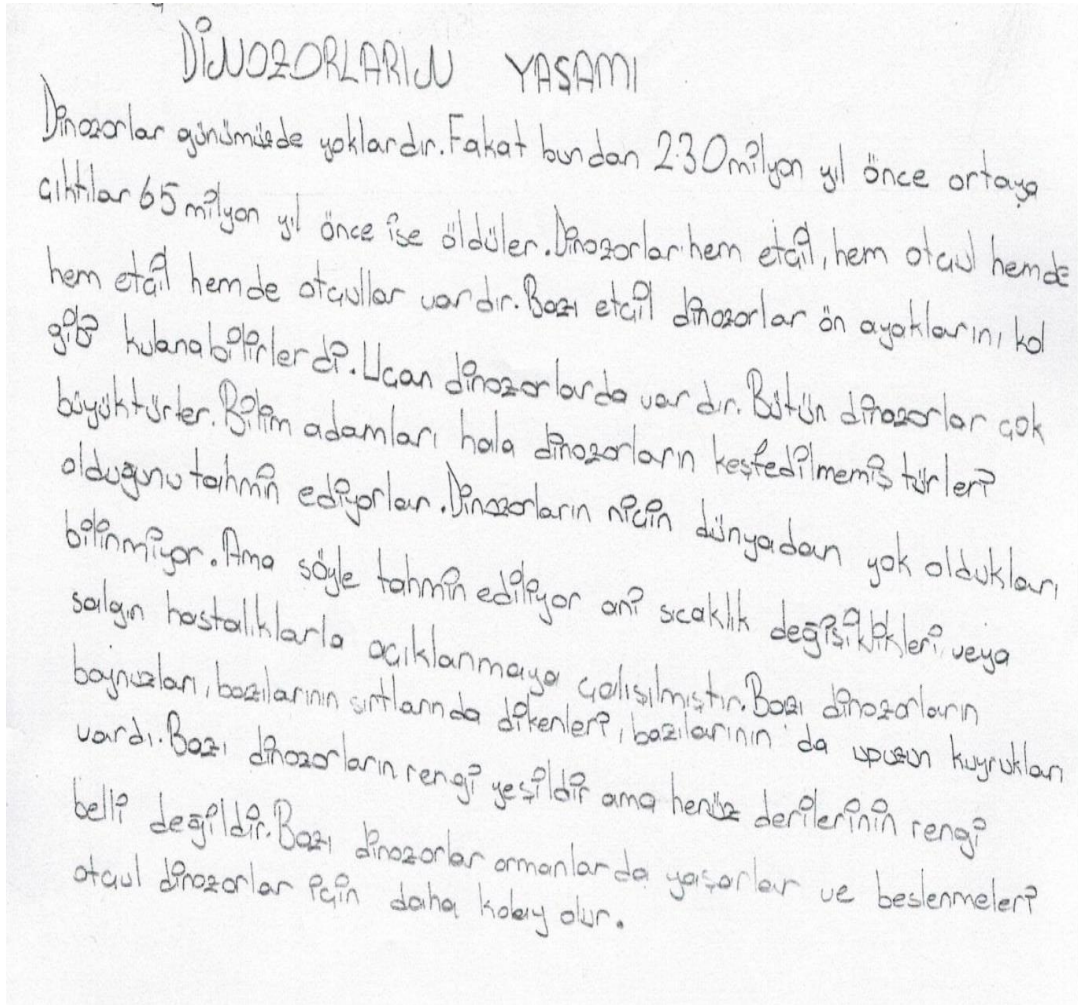 DİNOZORLARIN YAŞAMI
Dinozorlar günümüzde yoklardır. Fakat bundan 230 milyon yıl önce ortaya
çıktılar 65 milyon yıl önce ise öldüler. Dinozorlar hem etçil, hem otçul hemde
hem etçil hemde otçullar vardır. Bazı etçil dinozorlar ön ayaklarını kol
gibi kulanabilirlerdi. Uçan dinozorlarda vardır. Bütün dinozorlar çok
büyüktürler. Bilim adamları hala dinozorların keşfedilmemiş türleri
olduğunu tahmin ediyorlar. Dinozorların niçin dünyadan yok oldukları
bilinmiyor. Ama şöyle tahmin ediliyor ani sıcaklık değişiklikleri, veya
salgın hastalıklarla açıklanmaya çalışılmıştır. Bazı dinozorların
boynuzları, bazılarının sırtlarında dikenleri, bazılarının da upuzun kuyrukları
vardı. Bazı dinozorların rengi yeşildir ama henüz derilerinin rengi
belli değildir. Bazı dinozorlar ormanlarda yaşarlar ve beslenmeleri
otçul dinozorlar için daha kolay olur.